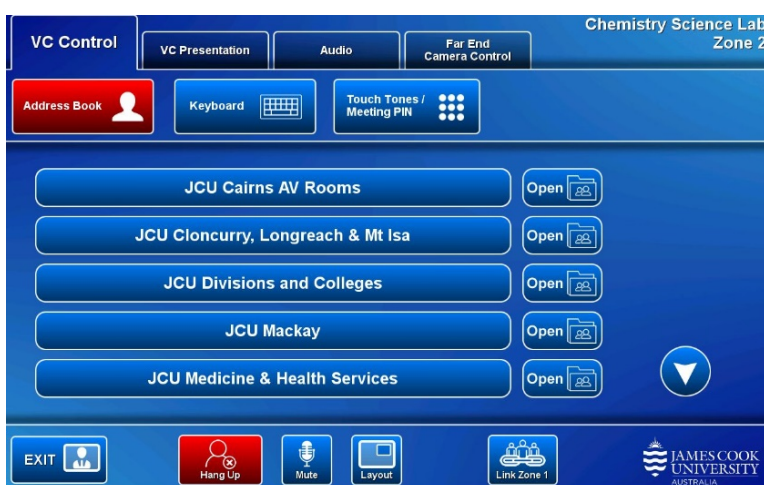 VC Control
VC Presentation
Audio
Far End
Camera Control
Chemistry Science Lab
Zone 2
Address Book
Keyboard
Touch Tones /
Meeting PIN
JCU Cairns AV Rooms
Open
JCU Cloncurry, Longreach & Mt Isa
Open
JCU Divisions and Colleges
Open
JCU Mackay
Open
JCU Medicine & Health Services
Open
EXIT
Hang Up
Mute
Layout
Link Zone 1
JAMES COOK
UNIVERSITY
AUSTRALIA